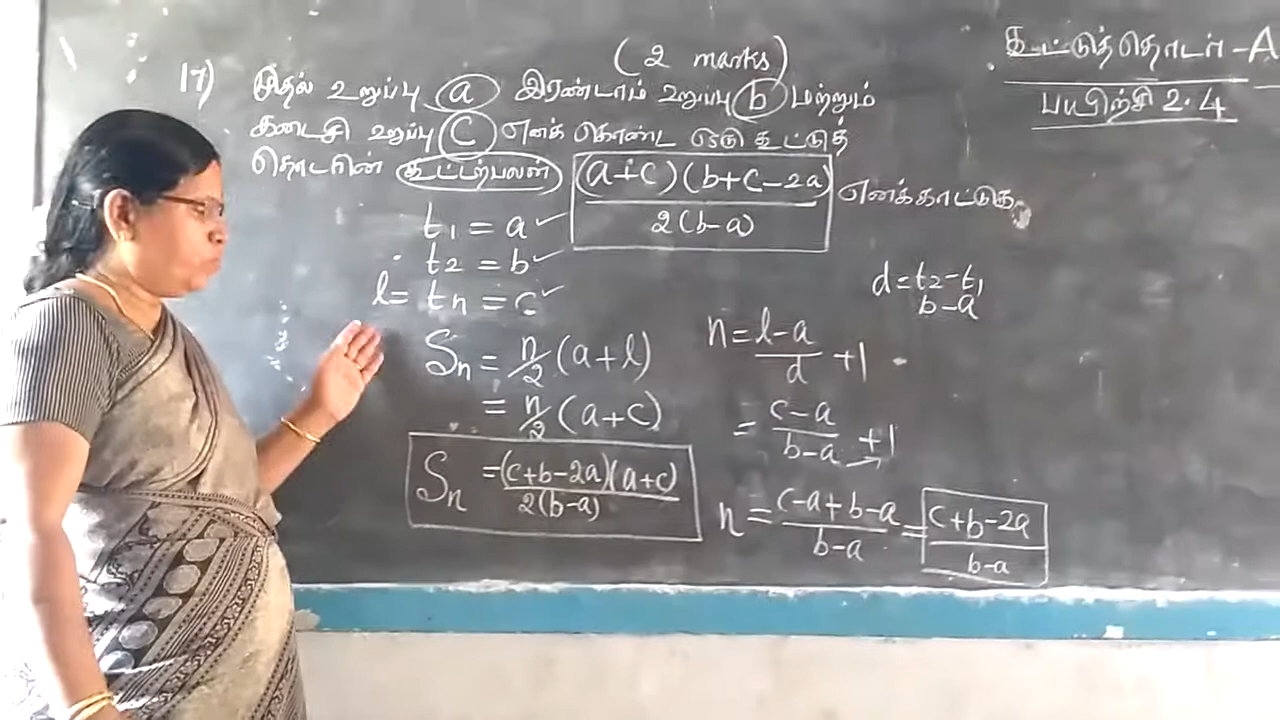 கூட்டுத்தொடர் - A
பயிற்சி 2.4
(2 marks)
17) முதல் உறுப்பு a இரண்டாம் உறுப்பு b மற்றும்
கடைசி உறுப்பு C எனக் கொண்ட ஒரு கூட்டுத்
தொடரின் கூட்டற்பலன் (a+c)(b+c-2a) / 2(b-a) எனக்காட்டுக.
t₁ = a ✓
t₂ = b ✓
l = tn = c ✓
d = t₂ - t₁
b-a
Sn = n/2 (a+l)
= n/2 (a+c)
Sn = (c+b-2a)(a+c) / 2(b-a)
n = l-a / d + 1
= c-a / b-a + 1
n = c-a+b-a / b-a = c+b-2a / b-a